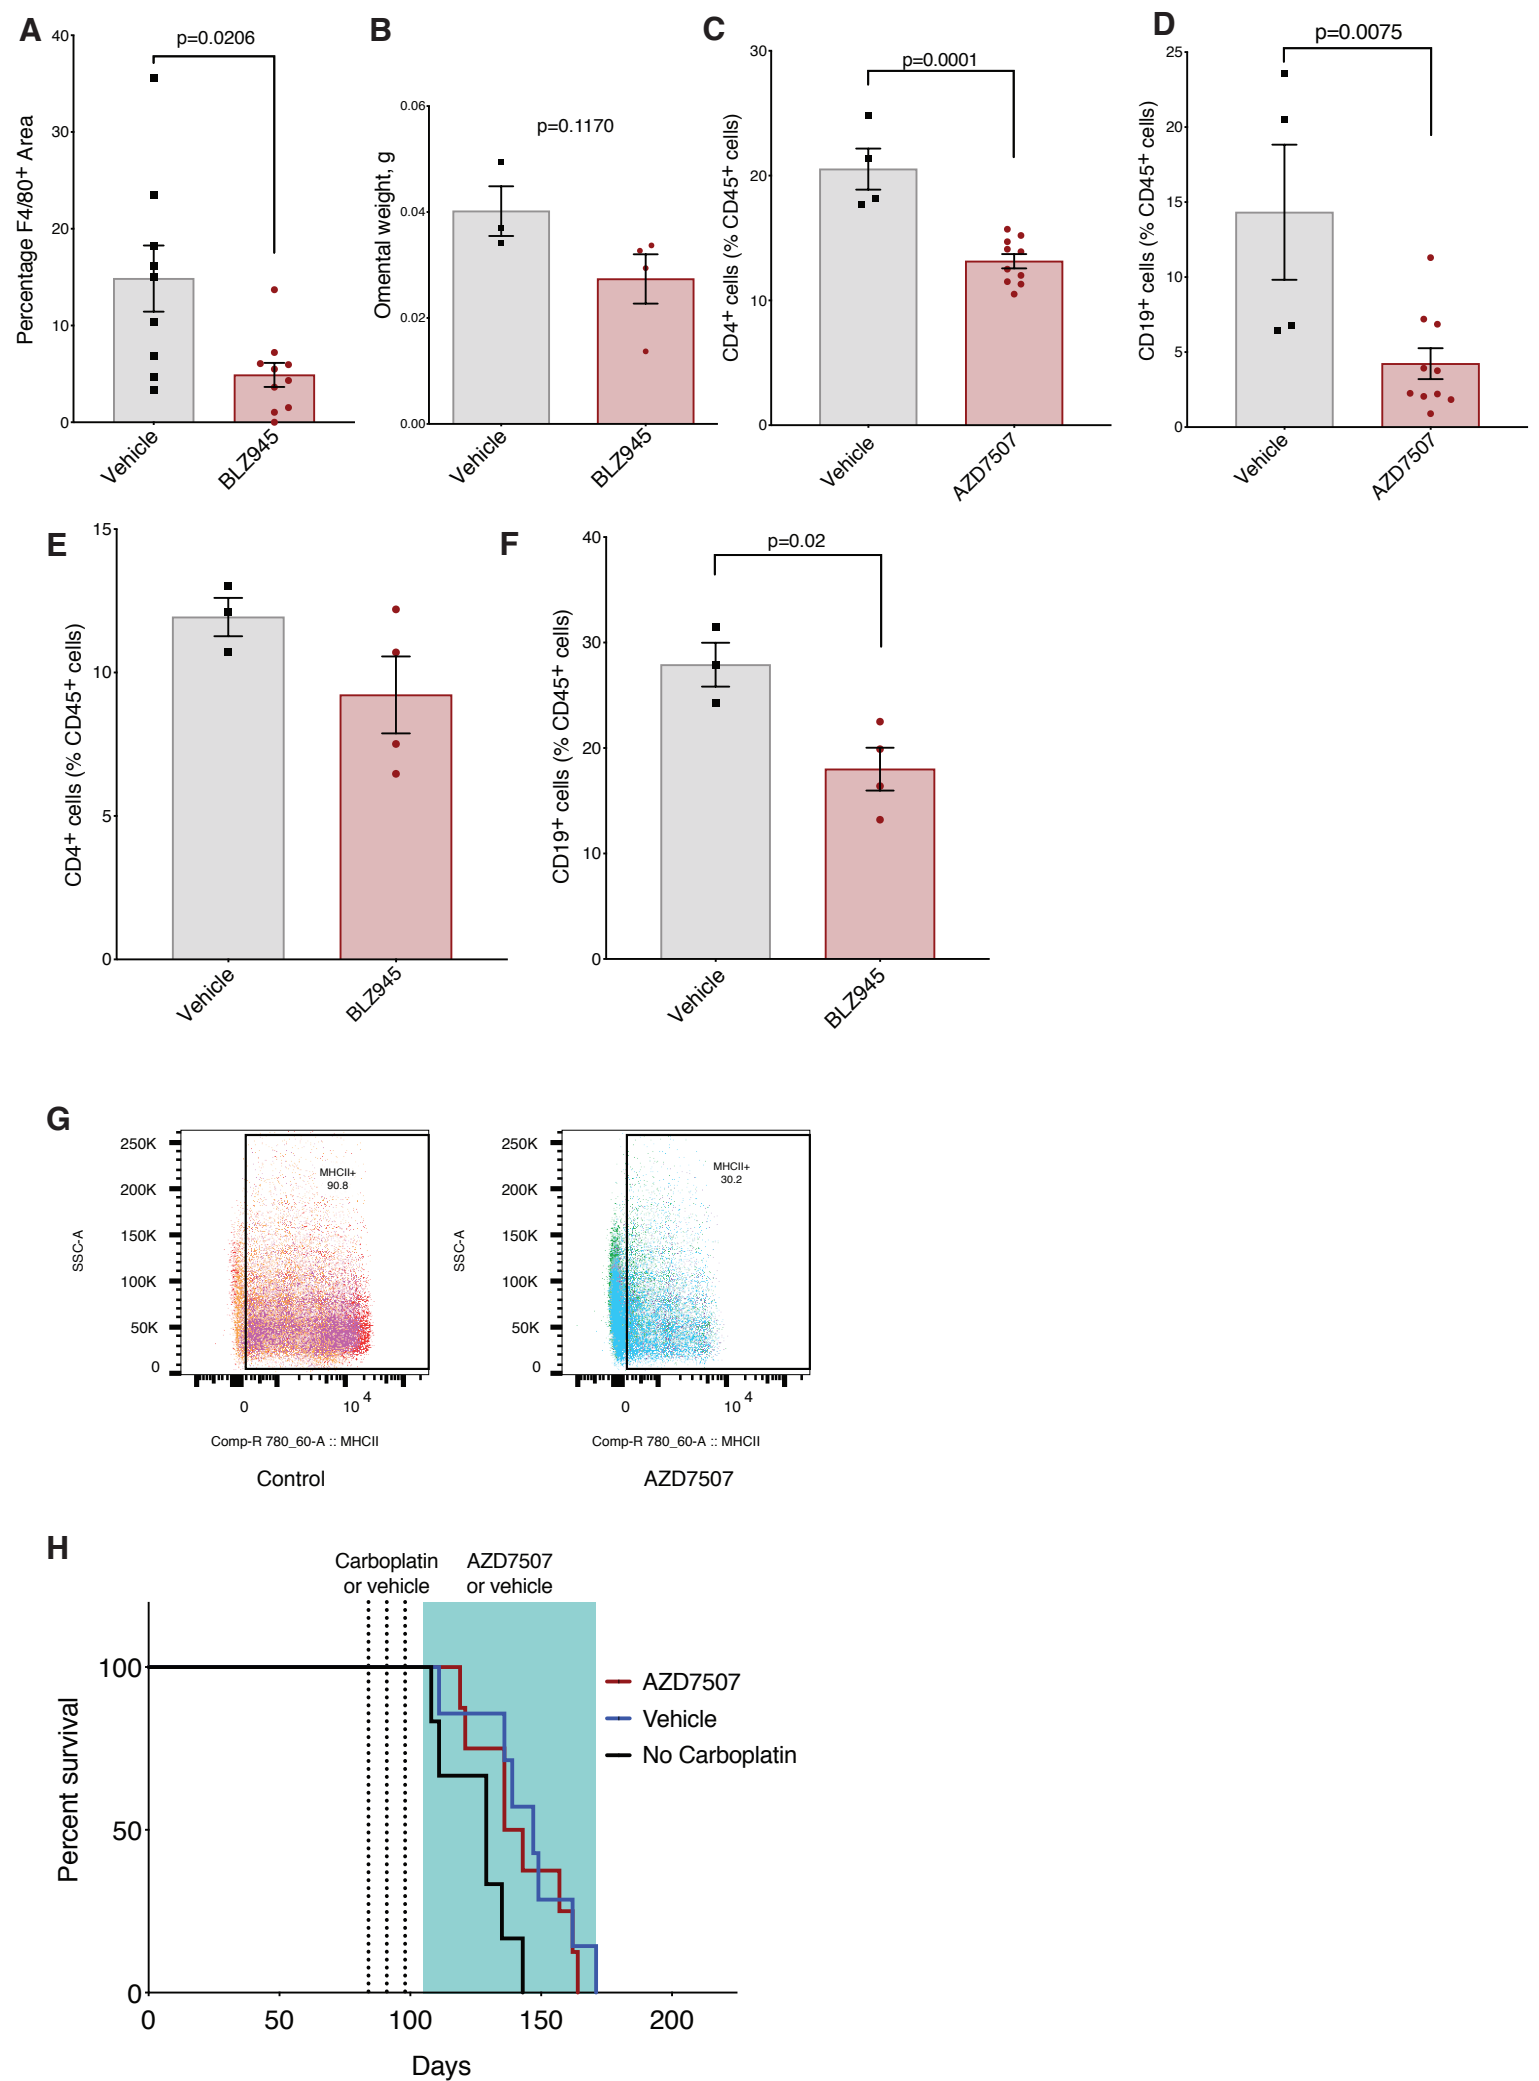 A
p=0.0206
Percentage F4/80+ Area
40
30
20
10
0
Vehicle
BLZ945
B
p=0.1170
Omental weight, g
0.06
0.04
0.02
0.00
Vehicle
BLZ945
C
p=0.0001
CD4+ cells (% CD45+ cells)
30
20
10
0
Vehicle
AZD7507
D
p=0.0075
CD19+ cells (% CD45+ cells)
25
20
15
10
5
0
Vehicle
AZD7507
E
CD4+ cells (% CD45+ cells)
15
10
5
0
Vehicle
BLZ945
F
p=0.02
CD19+ cells (% CD45+ cells)
40
30
20
10
0
Vehicle
BLZ945
G
SSC-A
250K
200K
150K
100K
50K
0
MHCII+
90.8
0
10 4
Comp-R 780_60-A :: MHCII
Control
SSC-A
250K
200K
150K
100K
50K
0
MHCII+
30.2
0
10 4
Comp-R 780_60-A :: MHCII
AZD7507
H
Carboplatin
or vehicle
AZD7507
or vehicle
Percent survival
100
50
0
AZD7507
Vehicle
No Carboplatin
0
50
100
150
200
Days